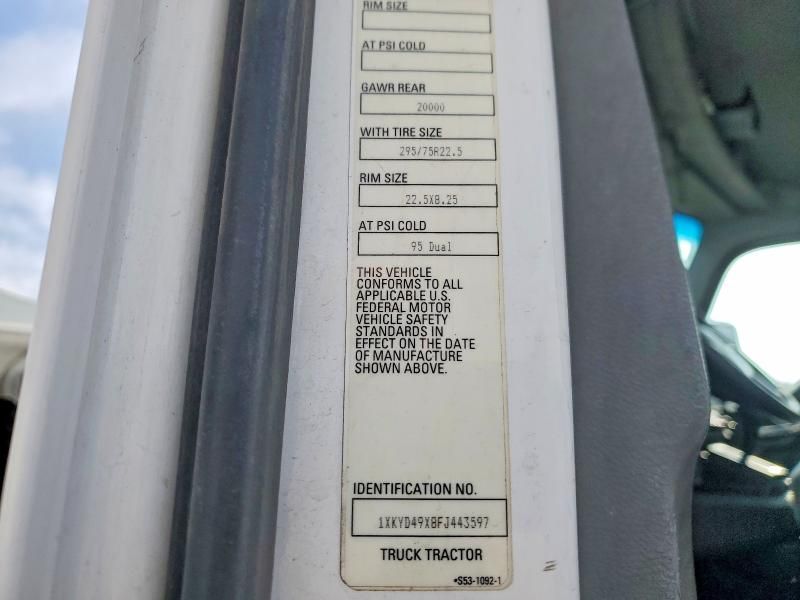 RIM SIZE
AT PSI COLD
GAWR REAR
20000
WITH TIRE SIZE
295/75R22.5
RIM SIZE
22.5X8.25
AT PSI COLD
95 Dual
THIS VEHICLE
CONFORMS TO ALL
APPLICABLE U.S.
FEDERAL MOTOR
VEHICLE SAFETY
STANDARDS IN
EFFECT ON THE DATE
OF MANUFACTURE
SHOWN ABOVE.
IDENTIFICATION NO.
1XKYD49X8FJ443597
TRUCK TRACTOR
*S53-1092-1